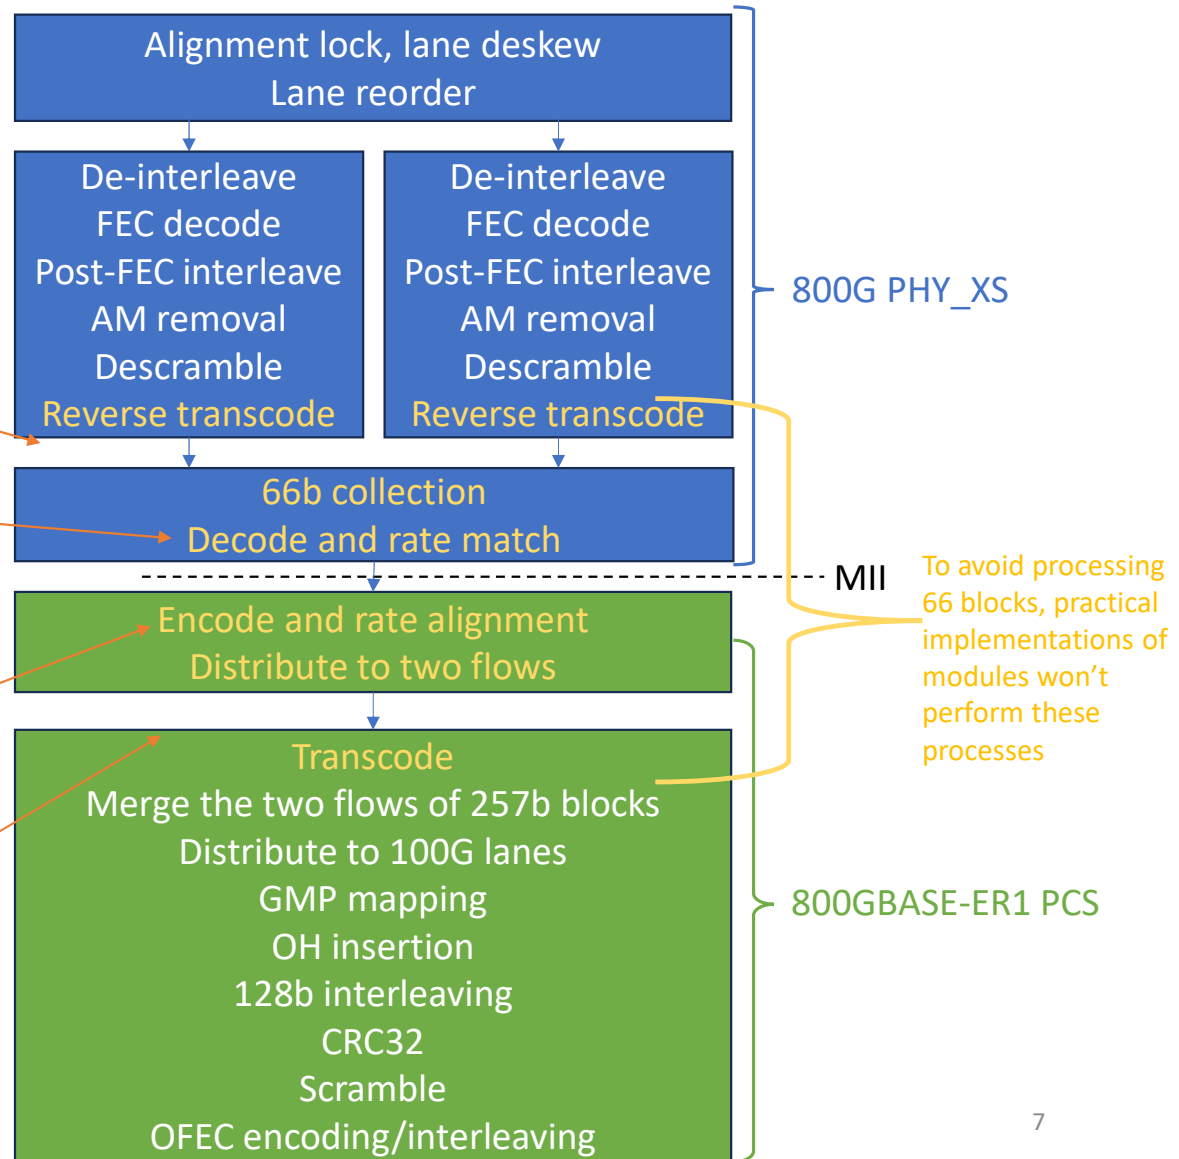 Alignment lock, lane deskew
Lane reorder
De-interleave
FEC decode
Post-FEC interleave
AM removal
Descramble
Reverse transcode
De-interleave
FEC decode
Post-FEC interleave
AM removal
Descramble
Reverse transcode
800G PHY_XS
66b collection
Decode and rate match
MII
To avoid processing
66 blocks, practical
implementations of
modules won’t
perform these
processes
Encode and rate alignment
Distribute to two flows
Transcode
Merge the two flows of 257b blocks
Distribute to 100G lanes
GMP mapping
OH insertion
128b interleaving
CRC32
Scramble
OFEC encoding/interleaving
800GBASE-ER1 PCS
7